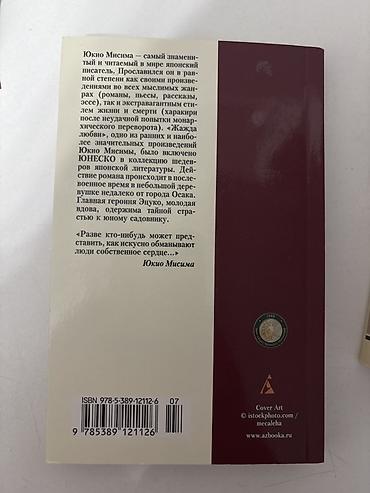 Юкио Мисима — самый знамени-
тый и читаемый в мире японский
писатель. Прославился он в рав-
ной степени как своими произве-
дениями во всех мыслимых жан-
рах (романы, пьесы, рассказы,
эссе), так и экстравагантным сти-
лем жизни и смерти (харакири
после неудачной попытки монар-
хического переворота). «Жажда
любви», одно из ранних и наибо-
лее значительных произведений
Юкио Мисимы, было включено
ЮНЕСКО в коллекцию шедев-
ров японской литературы. Дей-
ствие романа происходит в после-
военное время в небольшой дере-
вушке недалеко от города Осака.
Главная героиня Эцуко, молодая
вдова, одержима тайной стра-
стью к юному садовнику.
«Разве кто-нибудь может пред-
ставить, как искусно обманывают
люди собственное сердце...»
Юкио Мисима
ISBN 978-5-389-12112-6
07
9 785389 121126
Cover Art
© istockphoto.com /
mecaleha
www.azbooka.ru